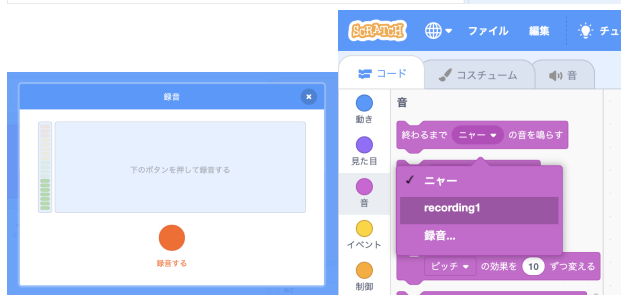 録音
下のボタンを押して録音する
録音する
SCRATCH
ファイル
編集
チュ
コード
コスチューム
音
動き
見た目
音
イベント
制御
音
終わるまで ニャー の音を鳴らす
✓ ニャー
recording1
録音...
ピッチ の効果を 10 ずつ変える